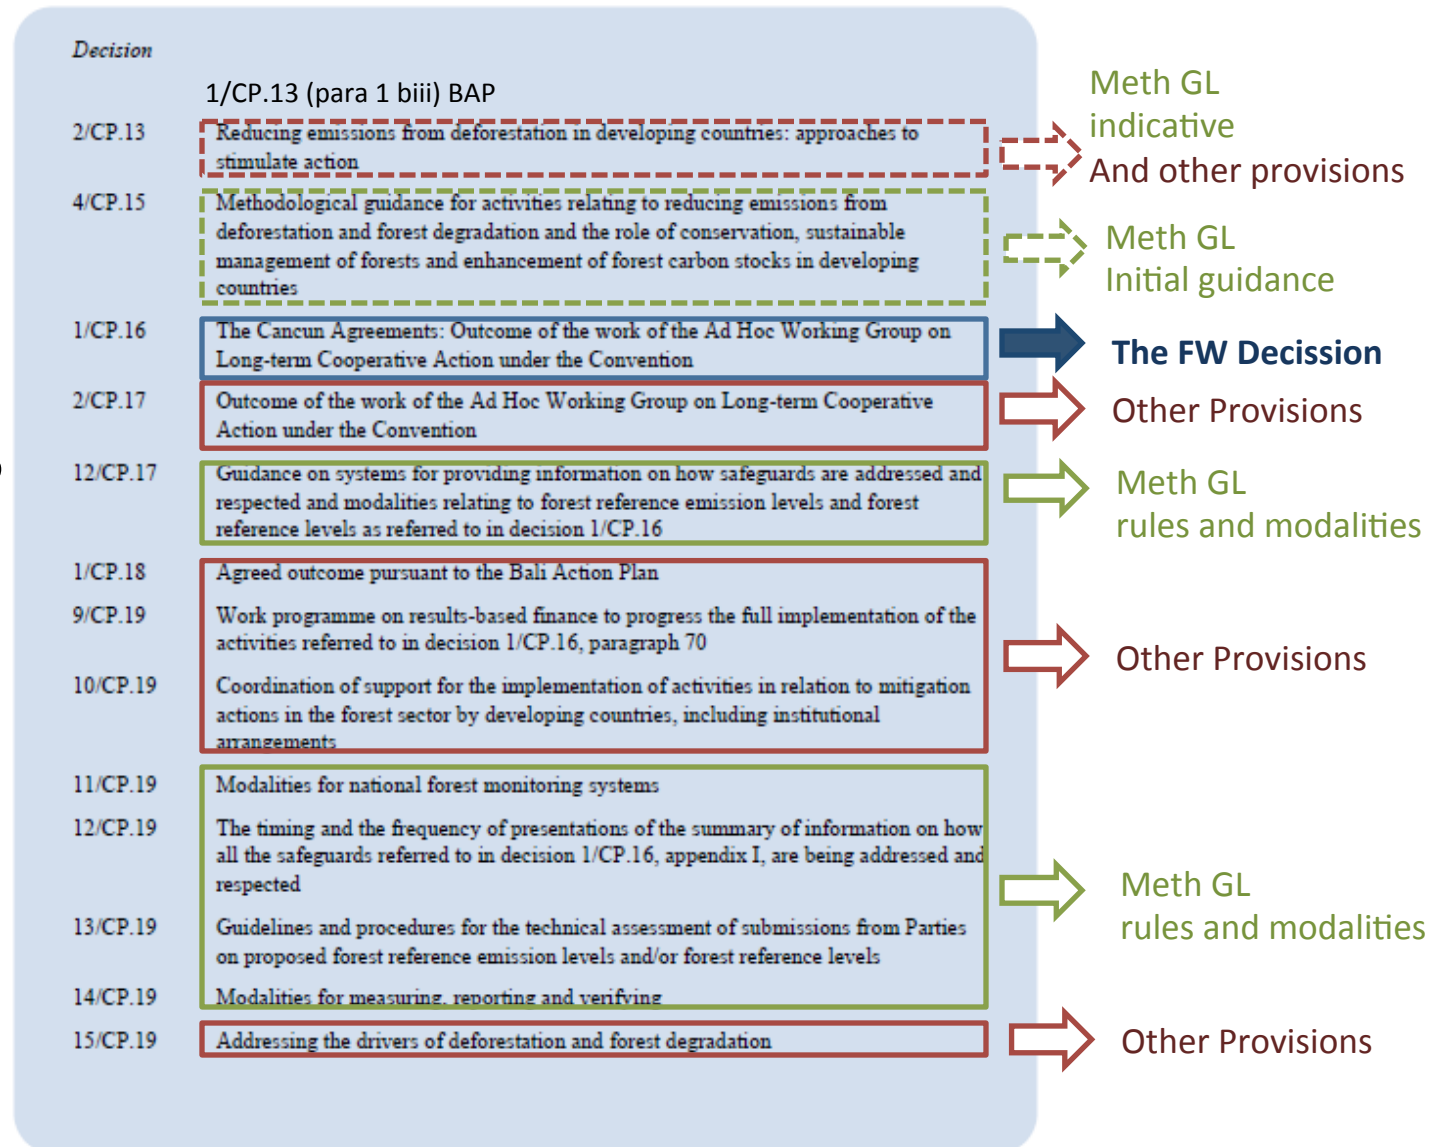 Decision
1/CP.13 (para 1 biii) BAP
2/CP.13
Reducing emissions from deforestation in developing countries: approaches to
stimulate action
Meth GL
indicative
And other provisions
4/CP.15
Methodological guidance for activities relating to reducing emissions from
deforestation and forest degradation and the role of conservation, sustainable
management of forests and enhancement of forest carbon stocks in developing
countries
Meth GL
Initial guidance
1/CP.16
The Cancun Agreements: Outcome of the work of the Ad Hoc Working Group on
Long-term Cooperative Action under the Convention
The FW Decission
2/CP.17
Outcome of the work of the Ad Hoc Working Group on Long-term Cooperative
Action under the Convention
Other Provisions
12/CP.17
Guidance on systems for providing information on how safeguards are addressed and
respected and modalities relating to forest reference emission levels and forest
reference levels as referred to in decision 1/CP.16
Meth GL
rules and modalities
1/CP.18
Agreed outcome pursuant to the Bali Action Plan
9/CP.19
Work programme on results-based finance to progress the full implementation of the
activities referred to in decision 1/CP.16, paragraph 70
10/CP.19
Coordination of support for the implementation of activities in relation to mitigation
actions in the forest sector by developing countries, including institutional
arrangements
Other Provisions
11/CP.19
Modalities for national forest monitoring systems
12/CP.19
The timing and the frequency of presentations of the summary of information on how
all the safeguards referred to in decision 1/CP.16, appendix I, are being addressed and
respected
13/CP.19
Guidelines and procedures for the technical assessment of submissions from Parties
on proposed forest reference emission levels and/or forest reference levels
14/CP.19
Modalities for measuring, reporting and verifying
Meth GL
rules and modalities
15/CP.19
Addressing the drivers of deforestation and forest degradation
Other Provisions